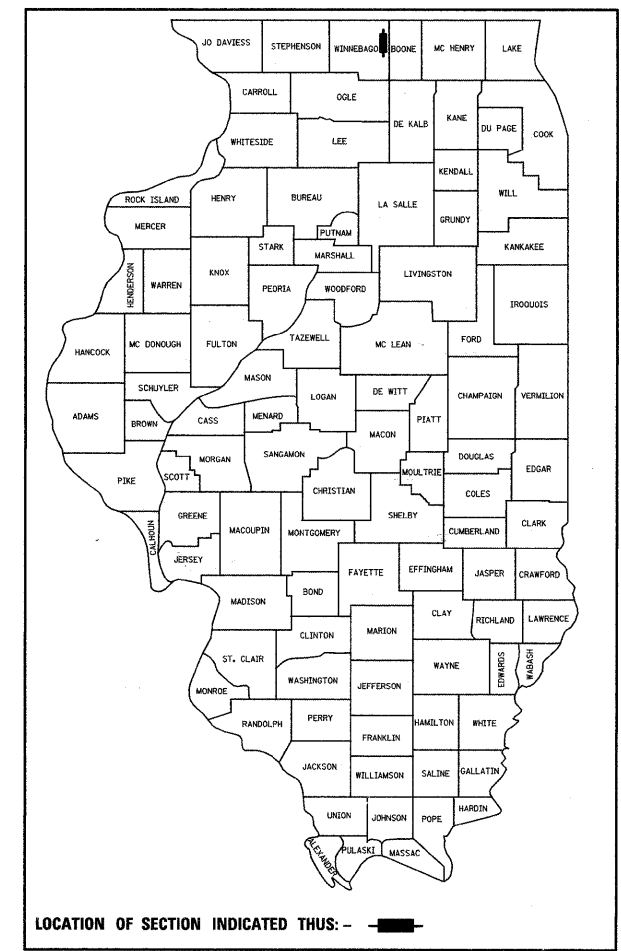 JO DAVIESS
STEPHENSON
WINNEBAGO
BOONE
MC HENRY
LAKE
CARROLL
OGLE
DE KALB
KANE
DU PAGE
COOK
WHITESIDE
LEE
KENDALL
WILL
ROCK ISLAND
HENRY
BUREAU
LA SALLE
GRUNDY
MERCER
PUTNAM
STARK
MARSHALL
KANKAKEE
HENDERSON
WARREN
KNOX
PEORIA
WOODFORD
LIVINGSTON
IROQUOIS
HANCOCK
MC DONOUGH
FULTON
TAZEWELL
MC LEAN
FORD
MASON
SCHUYLER
LOGAN
DE WITT
CHAMPAIGN
VERMILION
ADAMS
BROWN
CASS
MENARD
MACON
PIATT
PIKE
SCOTT
MORGAN
SANGAMON
CHRISTIAN
MOULTRIE
DOUGLAS
EDGAR
COLES
CALHOUN
GREENE
MACOUPIN
MONTGOMERY
SHELBY
CUMBERLAND
CLARK
JERSEY
FAYETTE
EFFINGHAM
JASPER
CRAWFORD
MADISON
BOND
CLAY
RICHLAND
LAWRENCE
CLINTON
MARION
ST. CLAIR
WAYNE
EDWARDS
WABASH
WASHINGTON
JEFFERSON
MONROE
RANDOLPH
PERRY
HAMILTON
WHITE
FRANKLIN
JACKSON
WILLIAMSON
SALINE
GALLATIN
UNION
JOHNSON
POPE
HARDIN
ALEXANDER
PULASKI
MASSAC
LOCATION OF SECTION INDICATED THUS: –